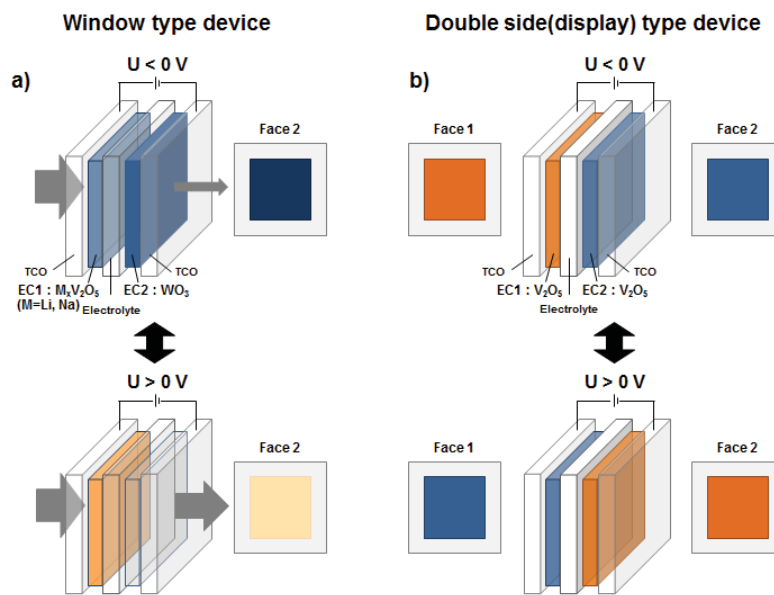 Window type device
Double side(display) type device
a)
U < 0 V
Face 2
TCO
TCO
EC1 : MₓV₂O₅
EC2 : WO₃
(M=Li, Na)
Electrolyte
U > 0 V
Face 2
b)
U < 0 V
Face 1
Face 2
TCO
TCO
EC1 : V₂O₅
EC2 : V₂O₅
Electrolyte
U > 0 V
Face 1
Face 2